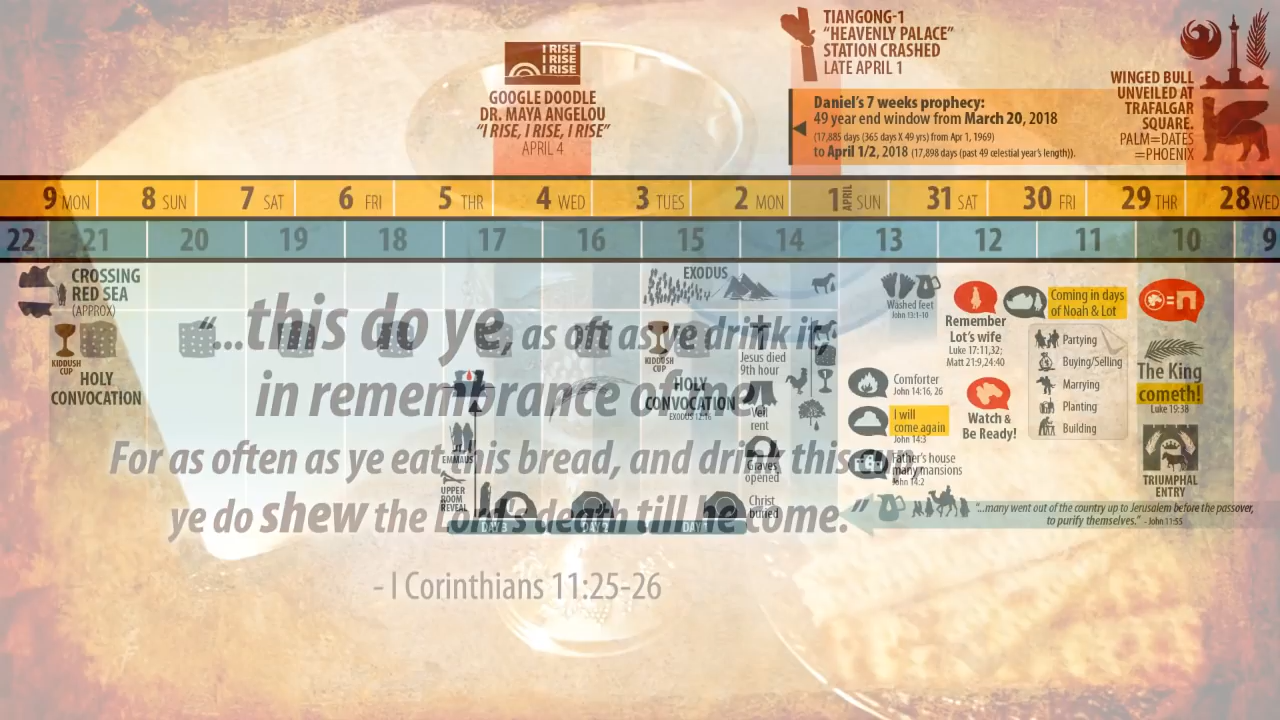 I RISE
I RISE
I RISE
GOOGLE DOODLE
DR. MAYA ANGELOU
"I RISE, I RISE, I RISE"
APRIL 4
TIANGONG-1
"HEAVENLY PALACE"
STATION CRASHED
LATE APRIL 1
Daniel's 7 weeks prophecy:
49 year end window from March 20, 2018
(17,885 days (365 days X 49 yrs) from Apr 1, 1969)
to April 1/2, 2018 (17,898 days (past 49 celestial year's length)).
WINGED BULL
UNVEILED AT
TRAFALGAR
SQUARE.
PALM=DATES
=PHOENIX
9 MON 8 SUN 7 SAT 6 FRI 5 THR 4 WED 3 TUES 2 MON 1 APRIL SUN 31 SAT 30 FRI 29 THR 28 WED
22 21 20 19 18 17 16 15 14 13 12 11 10 9
CROSSING
RED SEA
(APPROX)
KIDDUSH
CUP
HOLY
CONVOCATION
EXODUS
KIDDUSH
CUP
HOLY
CONVOCATION
EXODUS 12:16
EMMAUS
UPPER
ROOM
REVEAL
DAY 3 DAY 2 DAY 1
Jesus died
9th hour
Veil
rent
Graves
opened
Christ
buried
Washed feet
John 13:1-10
Comforter
John 14:16, 26
I will
come again
John 14:3
Father's house
many mansions
John 14:2
Remember
Lot's wife
Luke 17:11,32;
Matt 21:9,24:40
Watch &
Be Ready!
Coming in days
of Noah & Lot
Partying
Buying/Selling
Marrying
Planting
Building
The King
cometh!
Luke 19:38
TRIUMPHAL
ENTRY
"...many went out of the country up to Jerusalem before the passover,
to purify themselves." - John 11:55
"...this do ye, as oft as ye drink it,
in remembrance of me.
For as often as ye eat this bread, and drink this
ye do shew the Lord's death till he come."
- I Corinthians 11:25-26